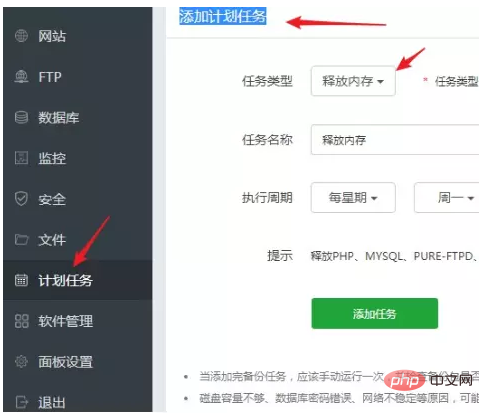 添加计划任务
网站
FTP
数据库
监控
安全
文件
计划任务
软件管理
面板设置
退出
任务类型 释放内存 * 任务类型
任务名称 释放内存
执行周期 每星期 周一
提示 释放PHP、MYSQL、PURE-FTPD、
添加任务
当添加完备份任务，应该手动运行一次，
磁盘容量不够、数据库密码错误、网络不稳定等原因，可能
php 中文网